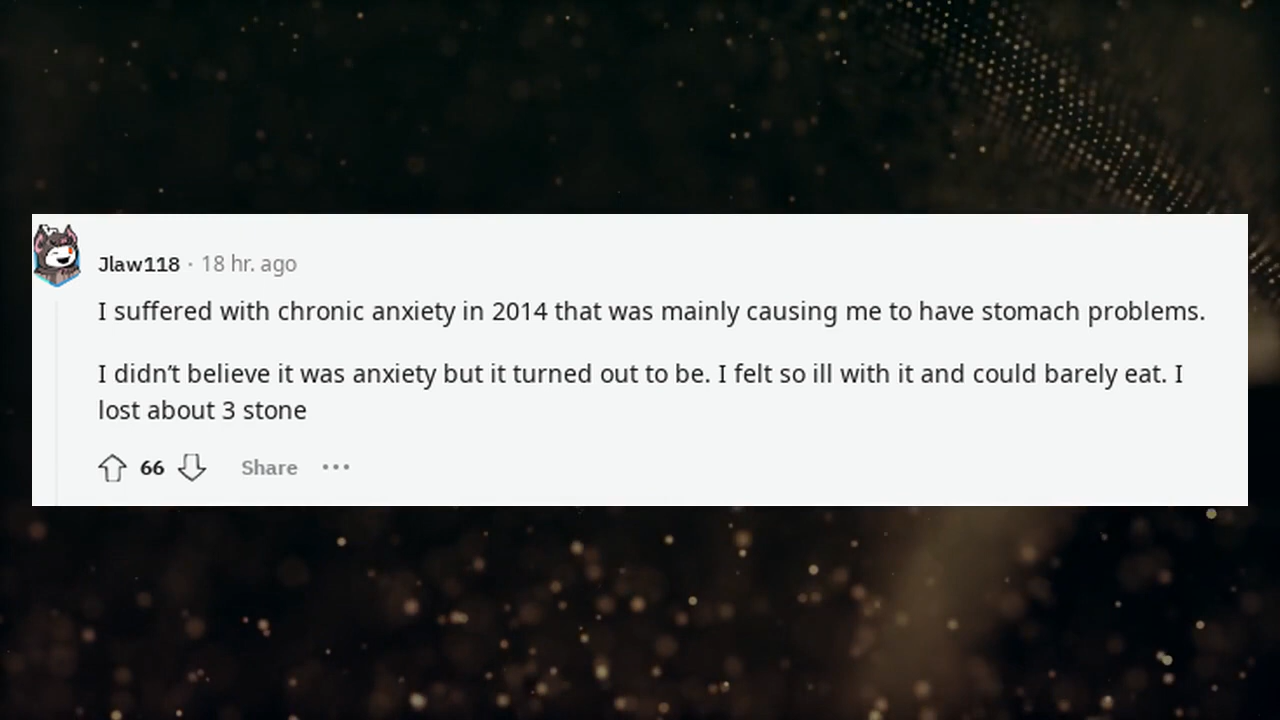 Jlaw118 · 18 hr. ago
I suffered with chronic anxiety in 2014 that was mainly causing me to have stomach problems.
I didn’t believe it was anxiety but it turned out to be. I felt so ill with it and could barely eat. I
lost about 3 stone
66 Share ···